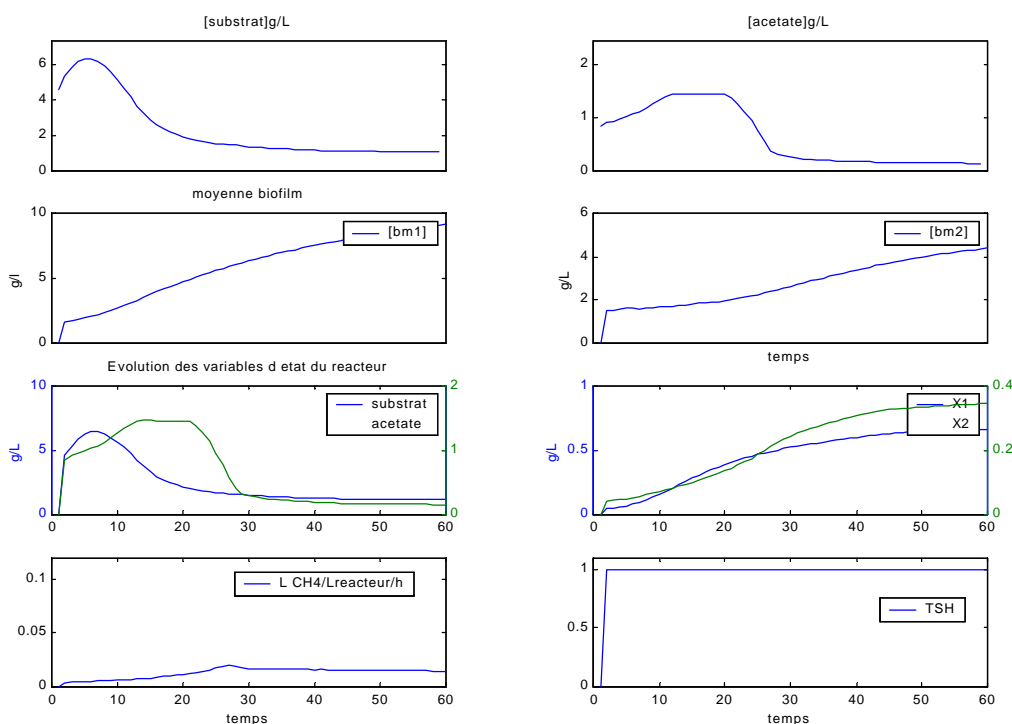 [substrat]g/L
6
4
2
0
[acetate]g/L
2
1
0
moyenne biofilm
10
5
0
g/l
[bm1]
6
4
2
0
g/L
[bm2]
temps
Evolution des variables d etat du reacteur
10
5
0
g/L
substrat
acetate
2
1
0
0 10 20 30 40 50 60
1
0.5
0
X1
X2
0.4
0.2
0
0 10 20 30 40 50 60
0.1
0.05
0
L CH4/Lreacteur/h
0 10 20 30 40 50 60
temps
1
0.5
0
TSH
0 10 20 30 40 50 60
temps